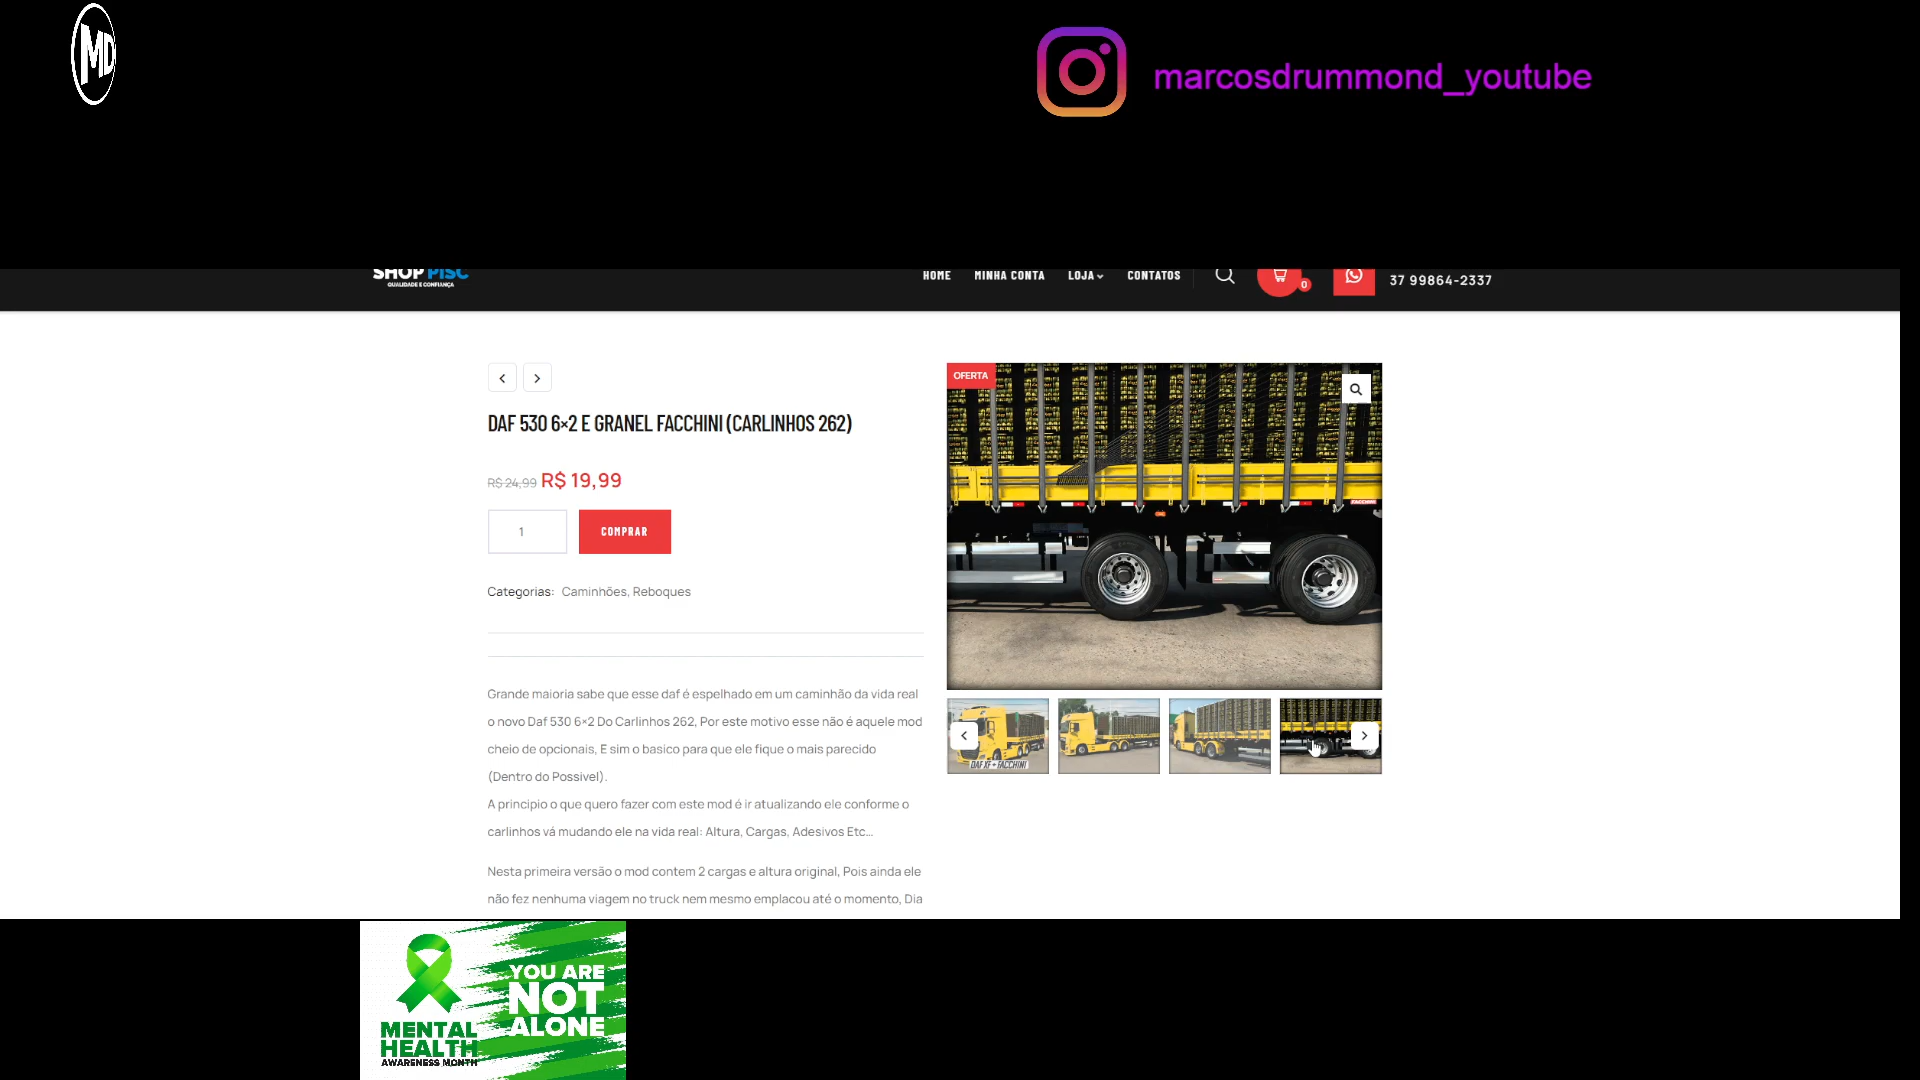 MD
marcosdrummond_youtube
SHOP PISC
QUALIDADE E CONFIANÇA
HOME
MINHA CONTA
LOJA
CONTATOS
0
37 99864-2337
DAF 530 6×2 E GRANEL FACCHINI (CARLINHOS 262)
R$ 24,99 R$ 19,99
1
COMPRAR
Categorias: Caminhões, Reboques
Grande maioria sabe que esse daf é espelhado em um caminhão da vida real
o novo Daf 530 6×2 Do Carlinhos 262, Por este motivo esse não é aquele mod
cheio de opcionais, E sim o basico para que ele fique o mais parecido
(Dentro do Possivel).
A principio o que quero fazer com este mod é ir atualizando ele conforme o
carlinhos vá mudando ele na vida real: Altura, Cargas, Adesivos Etc...
Nesta primeira versão o mod contem 2 cargas e altura original, Pois ainda ele
não fez nenhuma viagem no truck nem mesmo emplacou até o momento, Dia
OFERTA
FACCHINI
DAF XF + FACCHINI
MENTAL
HEALTH
AWARENESS MONTH
YOU ARE
NOT
ALONE